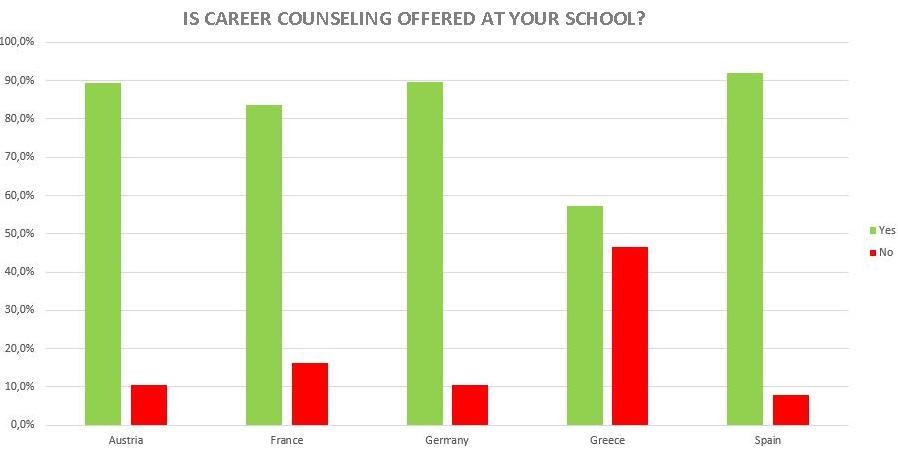 IS CAREER COUNSELING OFFERED AT YOUR SCHOOL?
100,0%
90,0%
80,0%
70,0%
60,0%
50,0%
40,0%
30,0%
20,0%
10,0%
0,0%
Austria France Germany Greece Spain
Yes
No